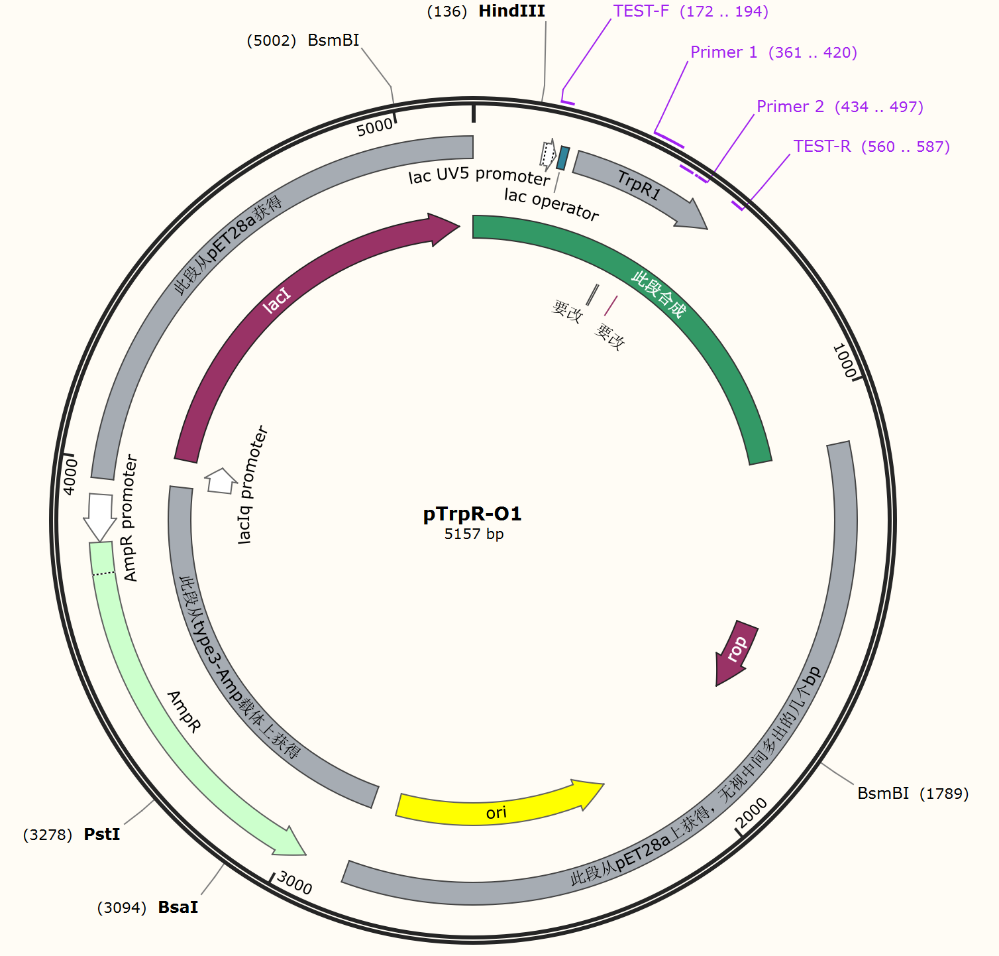 (136) HindIII
TEST-F (172 .. 194)
(5002) BsmBI
Primer 1 (361 .. 420)
Primer 2 (434 .. 497)
TEST-R (560 .. 587)
5000
lac UV5 promoter
lac operator
TrpR1
此段从pET28a获得
lacI
此段合成
要改
要改
1000
4000
AmpR promoter
lacIq promoter
pTrpR-O1
5157 bp
rop
此段从type3-Amp载体上获得
AmpR
此段从pET28a上获得，无视中间多出的几个bp
BsmBI (1789)
ori
2000
(3278) PstI
3000
(3094) BsaI